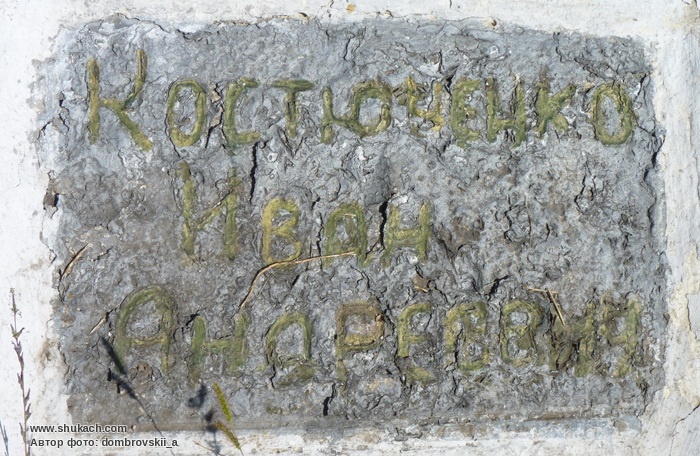 Костюченко
Иван
Андреевич
www.shukach.com
Автор фото: dombrovskii_a